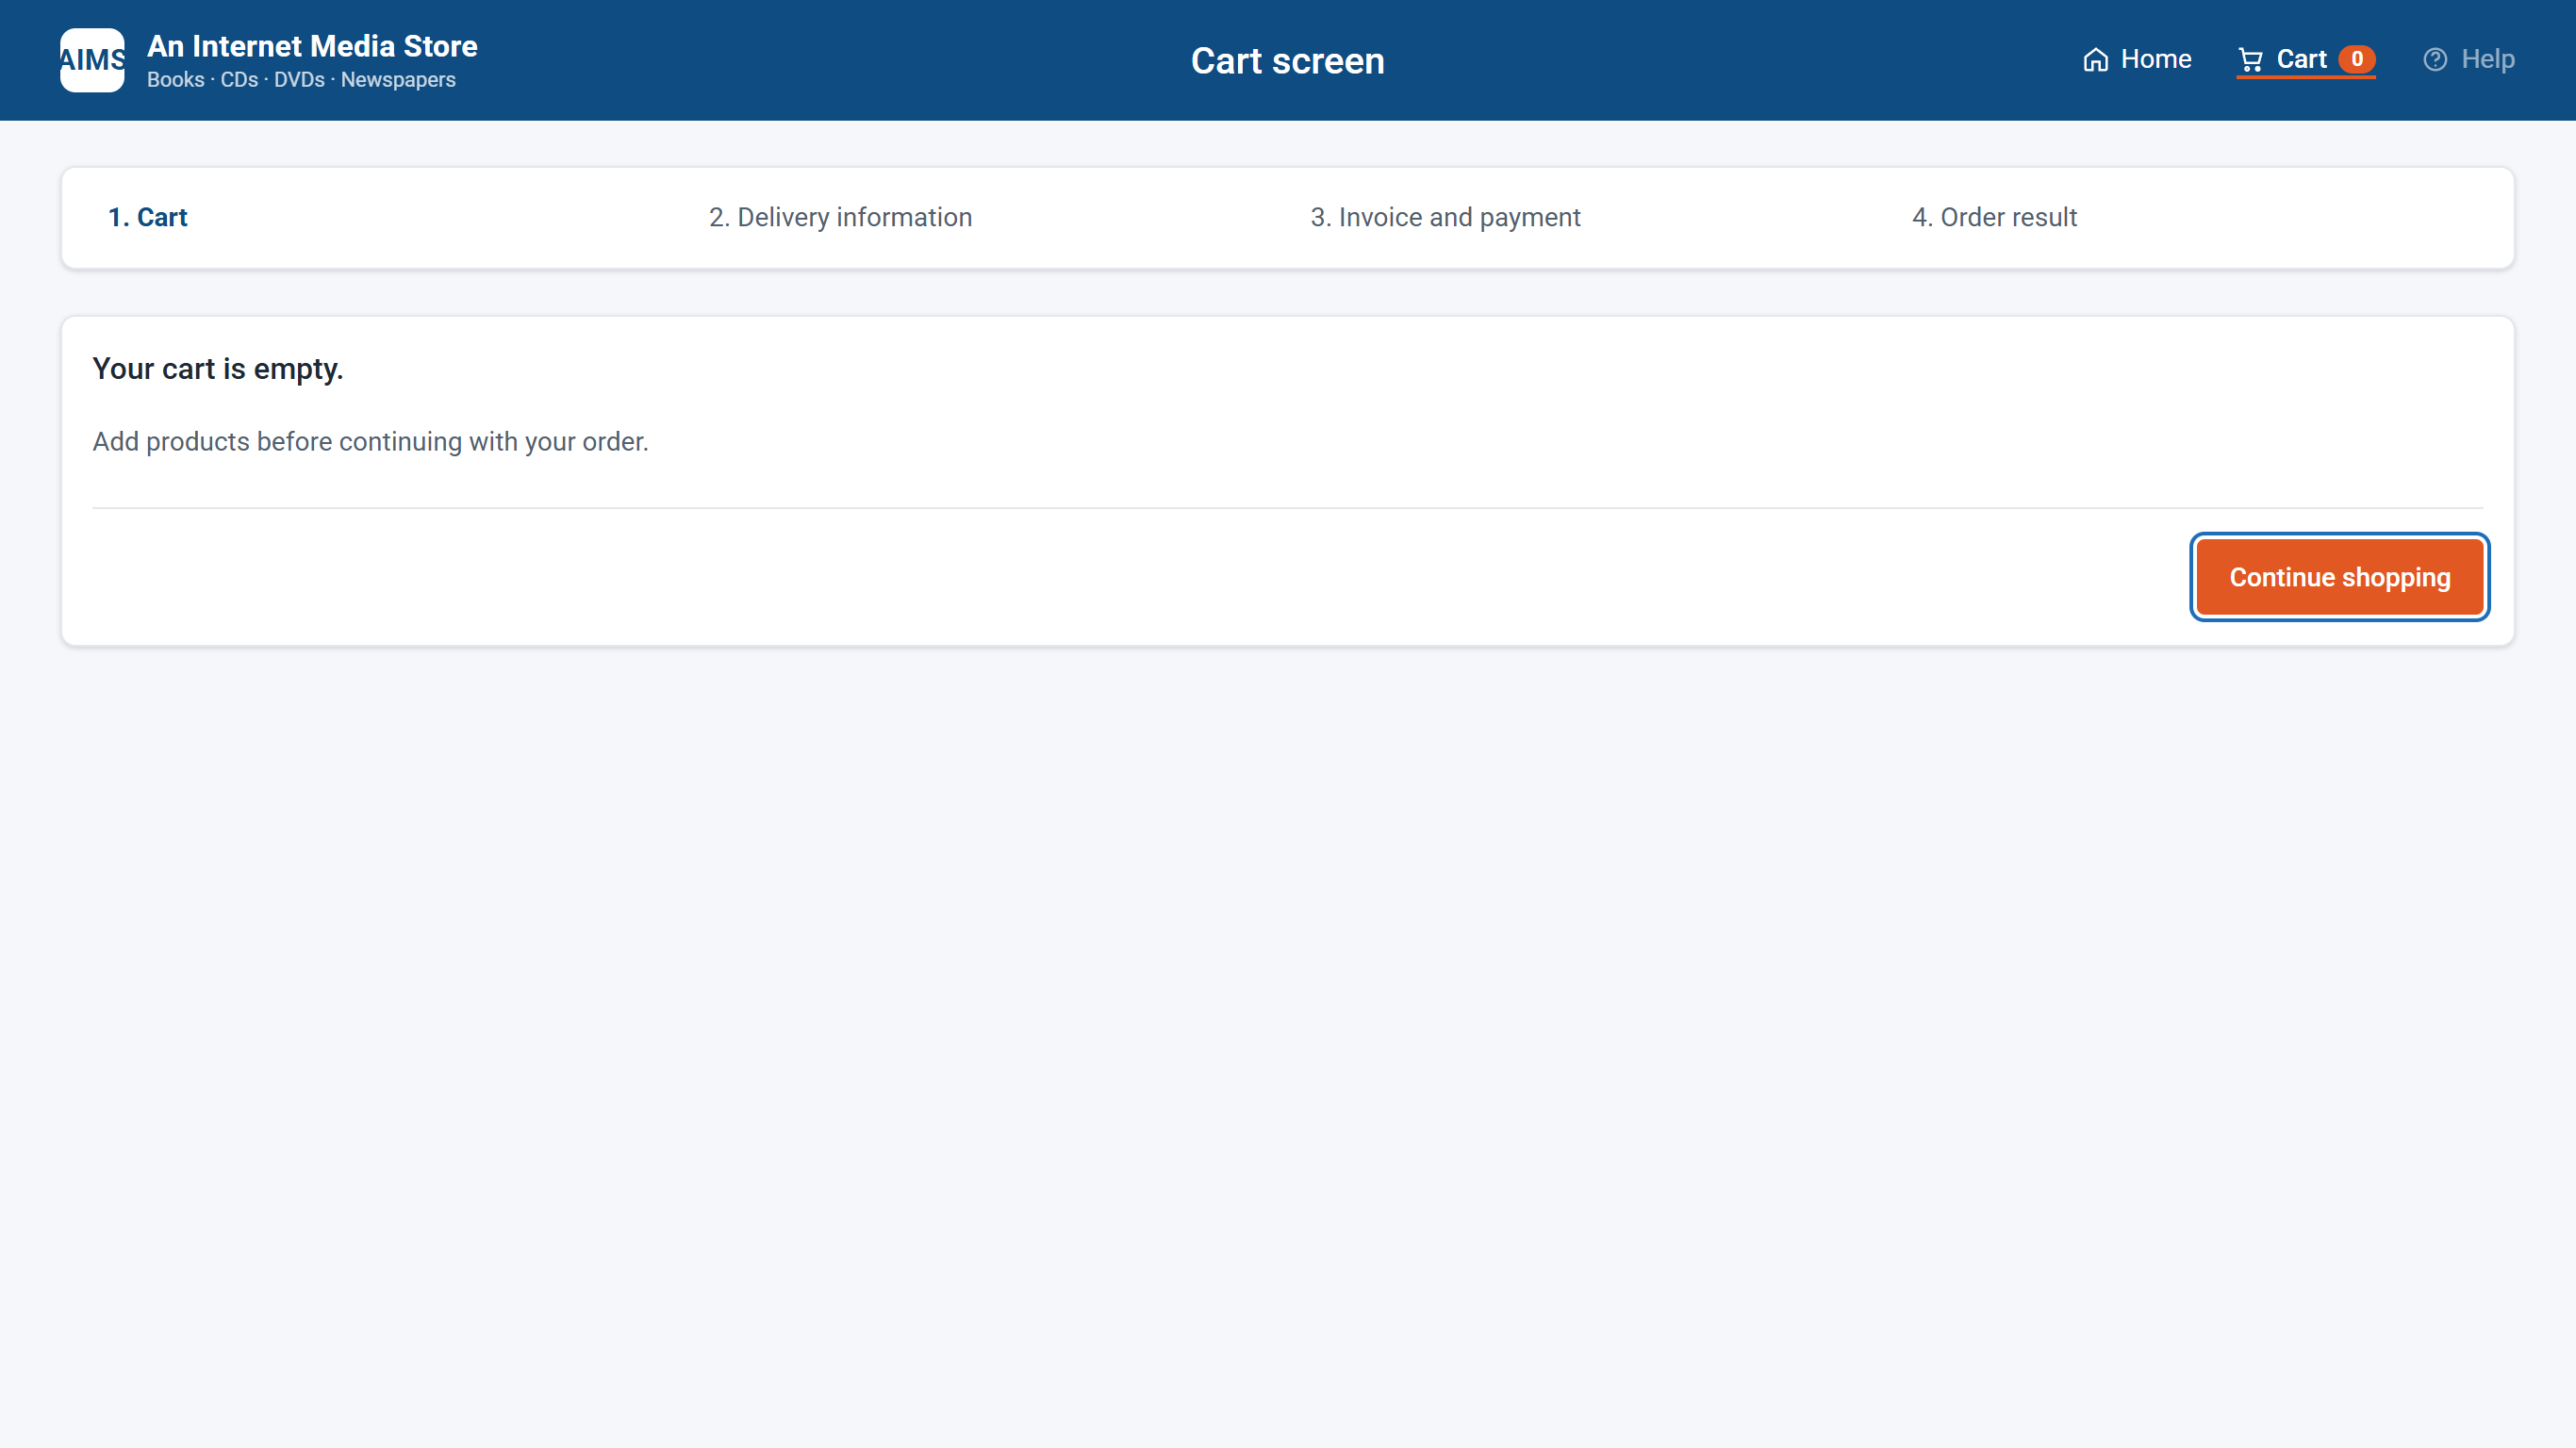 AIMS
An Internet Media Store
Books · CDs · DVDs · Newspapers
Cart screen
Home
Cart 0
Help
1. Cart
2. Delivery information
3. Invoice and payment
4. Order result
Your cart is empty.
Add products before continuing with your order.
Continue shopping